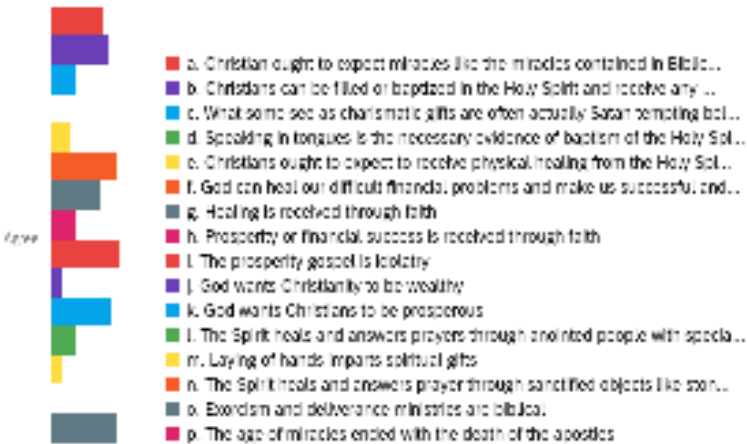 a. Christian ought to expect miracles like the miracles contained in Bible...
b. Christians can be filled or baptized in the Holy Spirit and receive any ...
c. What some see as charismatic gifts are often actually Satan tempting bel...
d. Speaking in tongues is the necessary evidence of baptism of the Holy Spi...
e. Christians ought to expect to receive physical healing from the Holy Spi...
f. God can heal our difficult financial problems and make us successful and...
g. Healing is received through faith
Agree
h. Prosperity or financial success is received through faith
i. The prosperity gospel is idolatry
j. God wants Christianity to be wealthy
k. God wants Christians to be prosperous
l. The Spirit heals and answers prayers through anointed people with specia...
m. Laying of hands imparts spiritual gifts
n. The Spirit heals and answers prayer through sanctified objects like ston...
o. Exorcism and deliverance ministries are biblical
p. The age of miracles ended with the death of the apostles